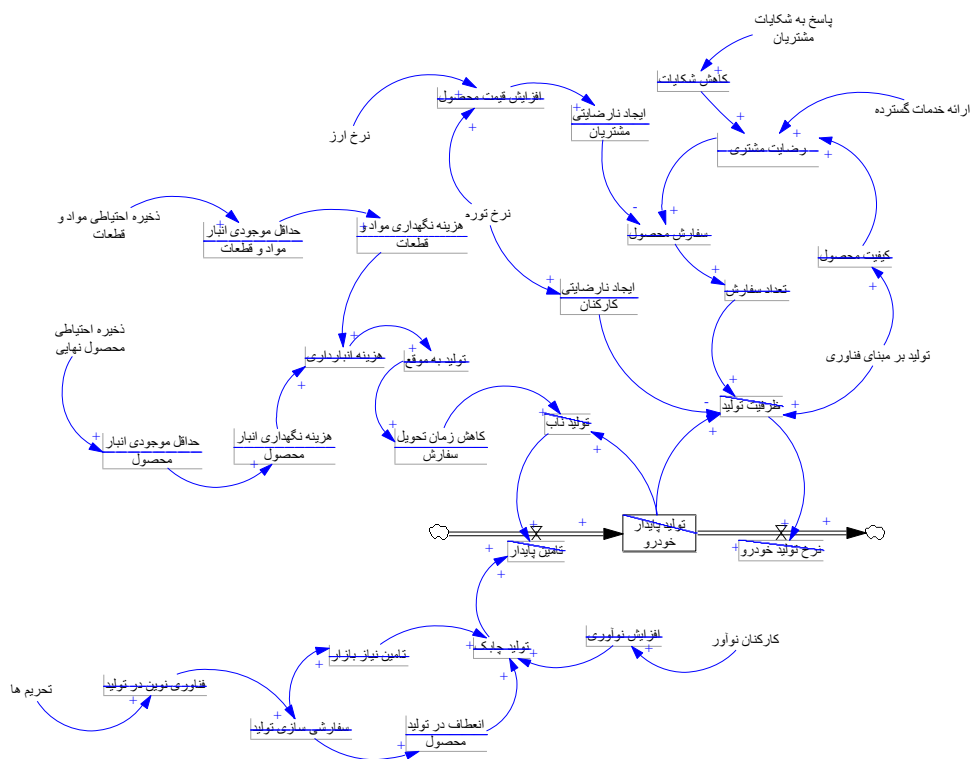 پاسخ به شکایات
مشتریان
کاهش شکایات
افزایش قیمت محصول
ایجاد نارضایتی
مشتریان
ارائه خدمات گسترده
نرخ ارز
رضایت مشتری
نرخ تورم
ذخیره احتیاطی مواد و
قطعات
حداقل موجودی انبار
مواد و قطعات
هزینه نگهداری مواد و
قطعات
سفارش محصول
کیفیت محصول
ایجاد نارضایتی
کارکنان
تعداد سفارش
ذخیره احتیاطی
محصول نهایی
هزینه انبارداری
تولید به موقع
تولید بر مبنای فناوری
ظرفیت تولید
تولید ناب
حداقل موجودی انبار
محصول
هزینه نگهداری انبار
محصول
کاهش زمان تحویل
سفارش
تولید پایدار
خودرو
تامین پایدار
نرخ تولید خودرو
افزایش نوآوری
کارکنان نوآور
تولید چابک
تامین نیاز بازار
تحریم ها
فناوری نوین در تولید
سفارشی سازی تولید
انعطاف در تولید
محصول